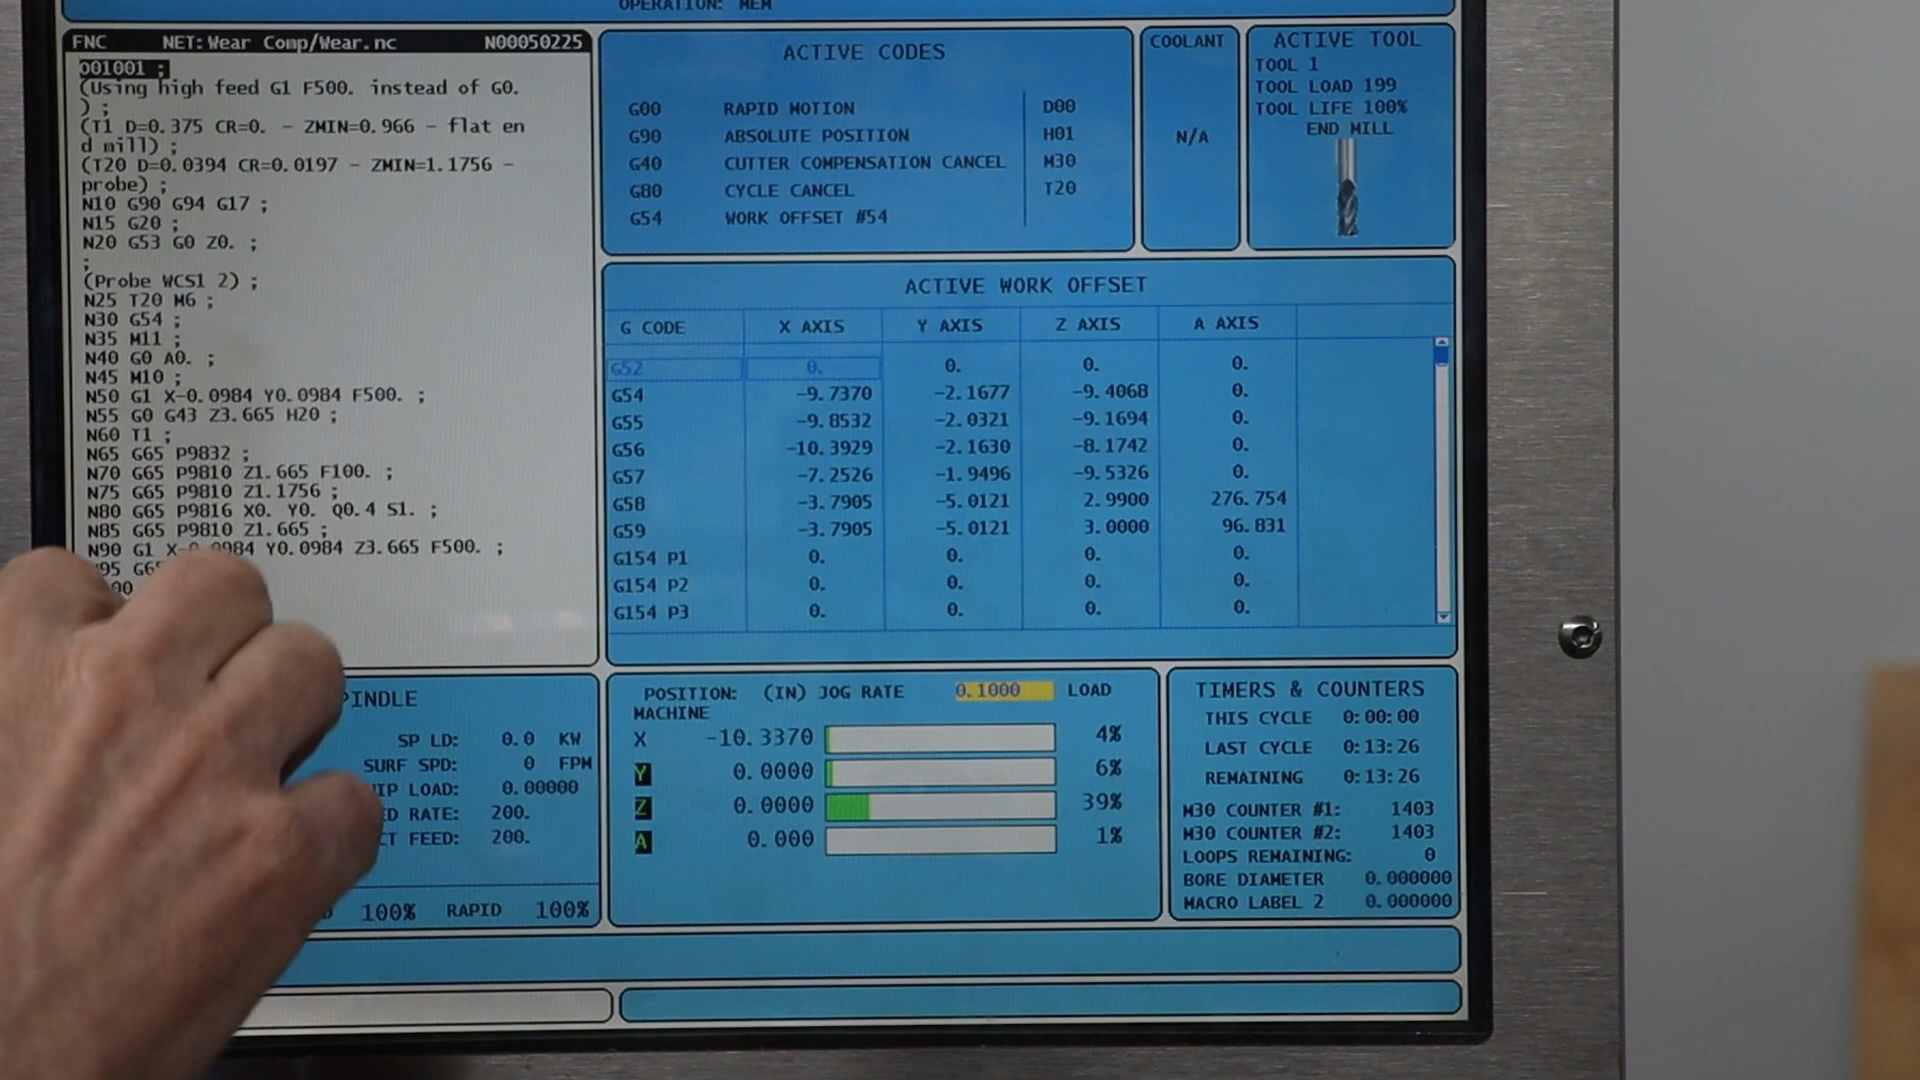 OPERATION: MEM
FNC NET:Wear Comp/Wear.nc N00050225
O01001 ;
(Using high feed G1 F500. instead of G0.
) ;
(T1 D=0.375 CR=0. - ZMIN=0.966 - flat en
d mill) ;
(T20 D=0.0394 CR=0.0197 - ZMIN=1.1756 -
probe) ;
N10 G90 G94 G17 ;
N15 G20 ;
N20 G53 G0 Z0. ;
;
(Probe WCS1 2) ;
N25 T20 M6 ;
N30 G54 ;
N35 M11 ;
N40 G0 A0. ;
N45 M10 ;
N50 G1 X-0.0984 Y0.0984 F500. ;
N55 G0 G43 Z3.665 H20 ;
N60 T1 ;
N65 G65 P9832 ;
N70 G65 P9810 Z1.665 F100. ;
N75 G65 P9810 Z1.1756 ;
N80 G65 P9816 X0. Y0. Q0.4 S1. ;
N85 G65 P9810 Z1.665 ;
N90 G1 X-0.0984 Y0.0984 Z3.665 F500. ;
ACTIVE CODES
G00 RAPID MOTION D00
G90 ABSOLUTE POSITION H01
G40 CUTTER COMPENSATION CANCEL M30
G80 CYCLE CANCEL T20
G54 WORK OFFSET #54
COOLANT
N/A
ACTIVE TOOL
TOOL 1
TOOL LOAD 199
TOOL LIFE 100%
END MILL
ACTIVE WORK OFFSET
G CODE X AXIS Y AXIS Z AXIS A AXIS
G52 0. 0. 0. 0.
G54 -9.7370 -2.1677 -9.4068 0.
G55 -9.8532 -2.0321 -9.1694 0.
G56 -10.3929 -2.1630 -8.1742 0.
G57 -7.2526 -1.9496 -9.5326 0.
G58 -3.7905 -5.0121 2.9900 276.754
G59 -3.7905 -5.0121 3.0000 96.831
G154 P1 0. 0. 0. 0.
G154 P2 0. 0. 0. 0.
G154 P3 0. 0. 0. 0.
PINDLE
SP LD: 0.0 KW
SURF SPD: 0 FPM
IP LOAD: 0.00000
ED RATE: 200.
CT FEED: 200.
100% RAPID 100%
POSITION: (IN) JOG RATE 0.1000 LOAD
MACHINE
X -10.3370 4%
Y 0.0000 6%
Z 0.0000 39%
A 0.000 1%
TIMERS & COUNTERS
THIS CYCLE 0:00:00
LAST CYCLE 0:13:26
REMAINING 0:13:26
M30 COUNTER #1: 1403
M30 COUNTER #2: 1403
LOOPS REMAINING: 0
BORE DIAMETER 0.000000
MACRO LABEL 2 0.000000